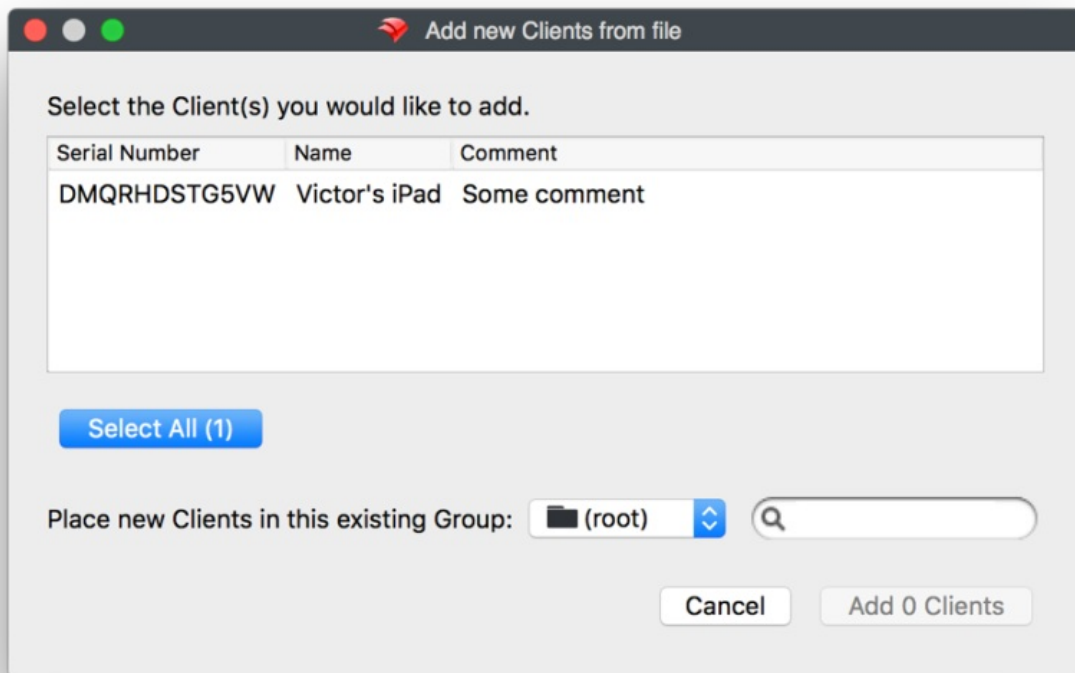 Add new Clients from file
Select the Client(s) you would like to add.
Serial Number Name Comment
DMQRHDSTG5VW Victor's iPad Some comment
Select All (1)
Place new Clients in this existing Group: (root)
Cancel Add 0 Clients